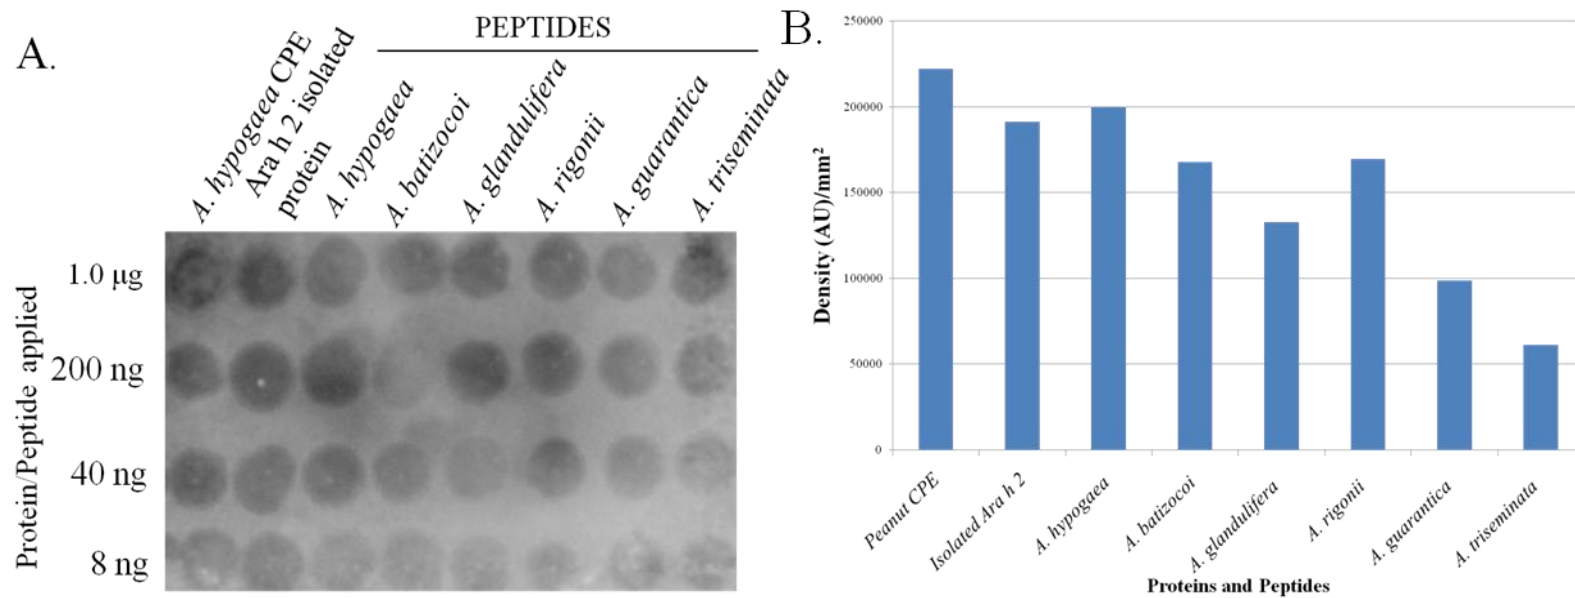 A.
PEPTIDES
A. hypogaea CPE
Ara h 2 isolated
protein
A. hypogaea
A. batizocoi
A. glandulifera
A. rigonii
A. guarantica
A. triseminata
Protein/Peptide applied
1.0 µg
200 ng
40 ng
8 ng
B.
Density (AU)/mm²
250000
200000
150000
100000
50000
0
Peanut CPE
Isolated Ara h 2
A. hypogaea
A. batizocoi
A. glandulifera
A. rigonii
A. guarantica
A. triseminata
Proteins and Peptides